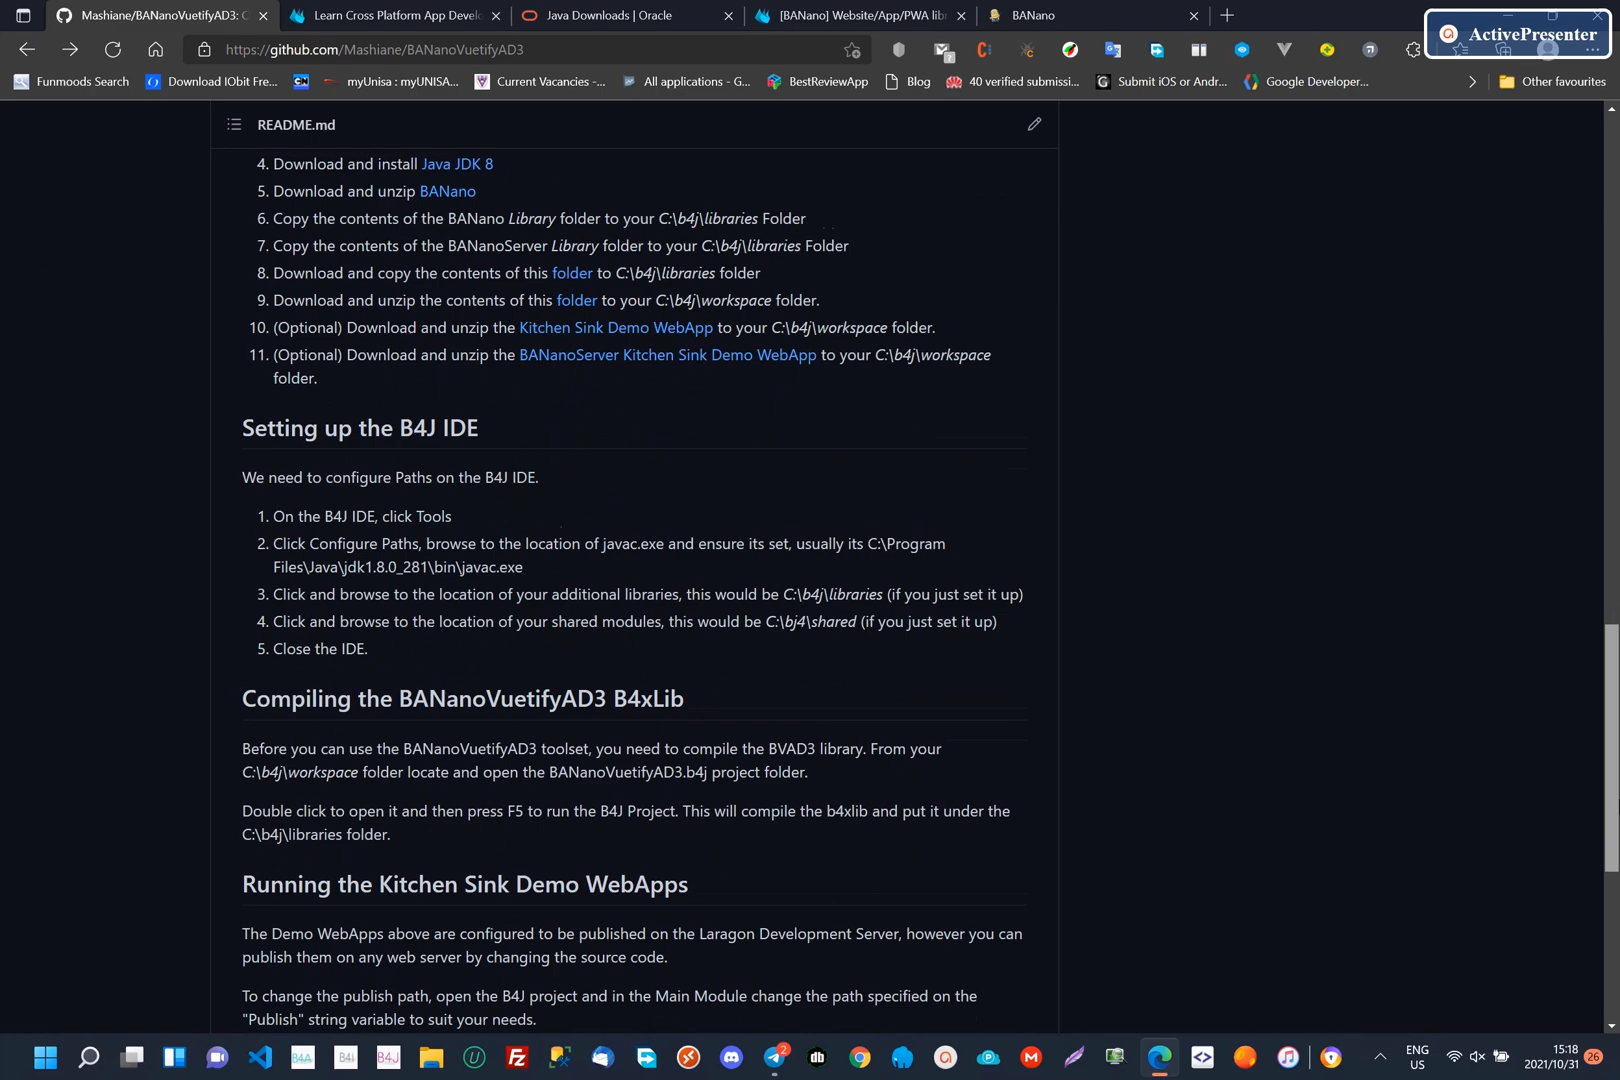 Mashiane/BANanoVuetifyAD3: C
Learn Cross Platform App Devel
Java Downloads | Oracle
[BANano] Website/App/PWA lib
BANano
ActivePresenter
https://github.com/Mashiane/BANanoVuetifyAD3
Funmoods Search
Download IObit Fre...
CN
myUnisa : myUNISA...
Current Vacancies -...
All applications - G...
BestReviewApp
Blog
40 verified submissi...
Submit iOS or Andr...
Google Developer...
Other favourites
README.md
4. Download and install Java JDK 8
5. Download and unzip BANano
6. Copy the contents of the BANano Library folder to your C:\b4j\libraries Folder
7. Copy the contents of the BANanoServer Library folder to your C:\b4j\libraries Folder
8. Download and copy the contents of this folder to C:\b4j\libraries folder
9. Download and unzip the contents of this folder to your C:\b4j\workspace folder.
10. (Optional) Download and unzip the Kitchen Sink Demo WebApp to your C:\b4j\workspace folder.
11. (Optional) Download and unzip the BANanoServer Kitchen Sink Demo WebApp to your C:\b4j\workspace
folder.
Setting up the B4J IDE
We need to configure Paths on the B4J IDE.
1. On the B4J IDE, click Tools
2. Click Configure Paths, browse to the location of javac.exe and ensure its set, usually its C:\Program
Files\Java\jdk1.8.0_281\bin\javac.exe
3. Click and browse to the location of your additional libraries, this would be C:\b4j\libraries (if you just set it up)
4. Click and browse to the location of your shared modules, this would be C:\bj4\shared (if you just set it up)
5. Close the IDE.
Compiling the BANanoVuetifyAD3 B4xLib
Before you can use the BANanoVuetifyAD3 toolset, you need to compile the BVAD3 library. From your
C:\b4j\workspace folder locate and open the BANanoVuetifyAD3.b4j project folder.
Double click to open it and then press F5 to run the B4J Project. This will compile the b4xlib and put it under the
C:\b4j\libraries folder.
Running the Kitchen Sink Demo WebApps
The Demo WebApps above are configured to be published on the Laragon Development Server, however you can
publish them on any web server by changing the source code.
To change the publish path, open the B4J project and in the Main Module change the path specified on the
"Publish" string variable to suit your needs.
B4A
B4i
B4J
2
ENG
US
15:18
2021/10/31
26